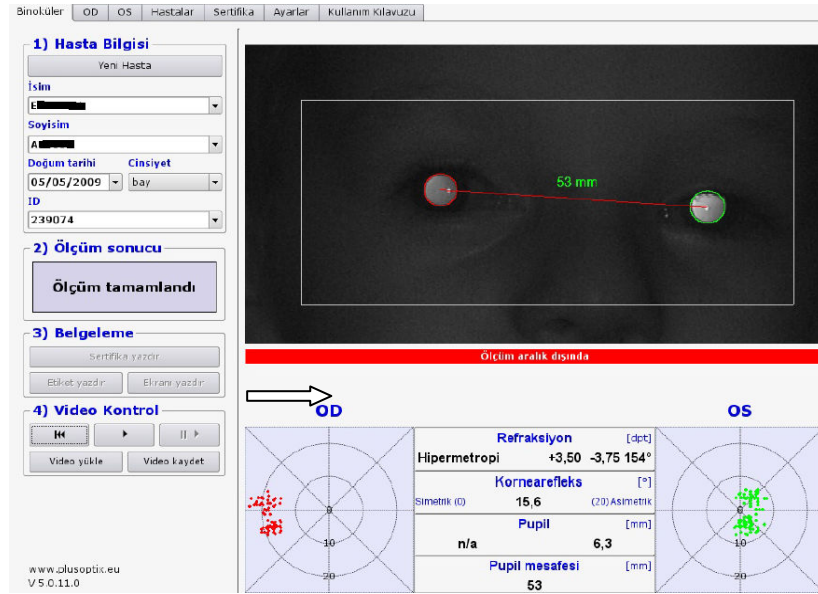 Binoküler OD OS Hastalar Sertifika Ayarlar Kullanım Kılavuzu
1) Hasta Bilgisi
Yeni Hasta
İsim
E
Soyisim
A
Doğum tarihi Cinsiyet
05/05/2009 bay
ID
239074
2) Ölçüm sonucu
Ölçüm tamamlandı
3) Belgeleme
Sertifika yazdır
Etiket yazdır Ekranı yazdır
4) Video Kontrol
Video yükle Video kaydet
www.plusoptix.eu
V 5.0.11.0
53 mm
Ölçüm aralık dışında
OD OS
Refraksiyon [dpt]
Hipermetropi +3,50 -3,75 154°
Kornearefleks [°]
Simetrik (0) 15,6 (20) Asimetrik
Pupil [mm]
n/a 6,3
Pupil mesafesi [mm]
53
0
10
20
0
10
20